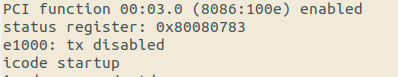 PCI function 00:03.0 (8086:100e) enabled
status register: 0x80080783
e1000: tx disabled
icode startup